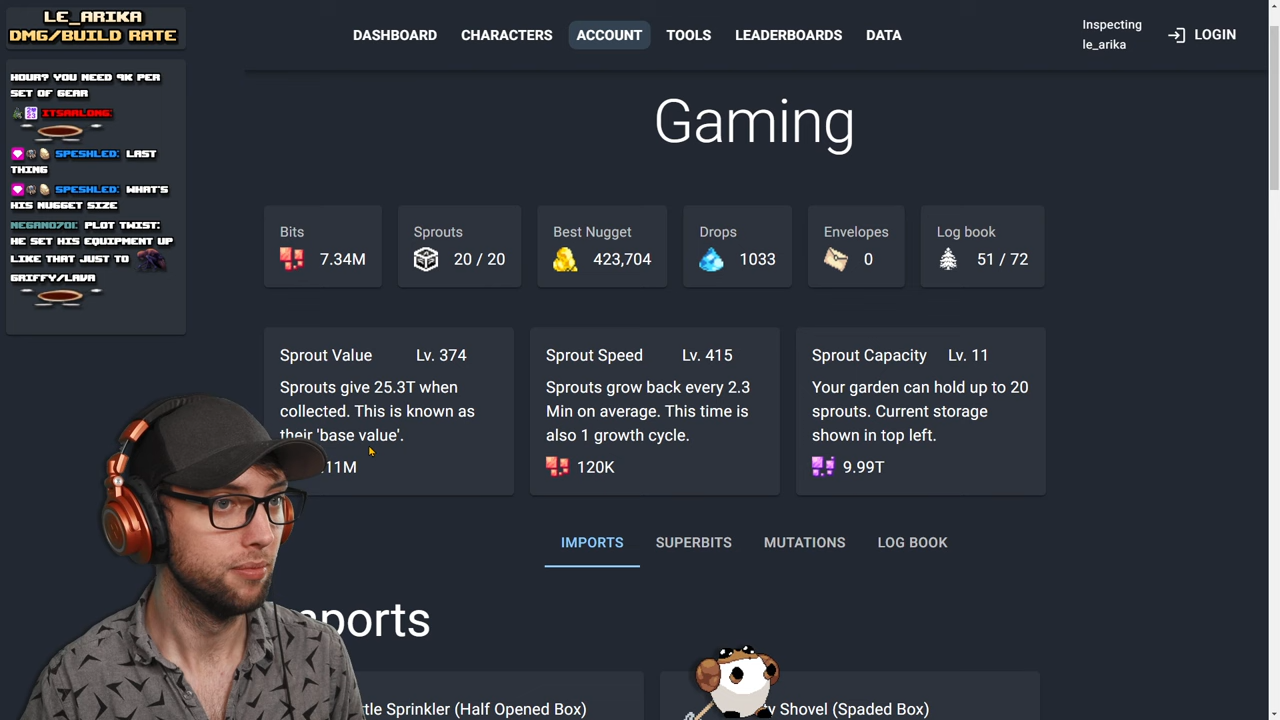 LE_ARIKA
DMG/BUILD RATE
HOUR? YOU NEED 9K PER
SET OF GEAR
ITSARLONG:
SPESHLED: LAST
THING
SPESHLED: WHAT'S
HIS NUGGET SIZE
PLOT TWIST:
HE SET HIS EQUIPMENT UP
LIKE THAT JUST TO
GRIFFY/LAVA
DASHBOARD CHARACTERS ACCOUNT TOOLS LEADERBOARDS DATA
Inspecting
le_arika
LOGIN
Gaming
Bits
7.34M
Sprouts
20 / 20
Best Nugget
423,704
Drops
1033
Envelopes
0
Log book
51 / 72
Sprout Value Lv. 374
Sprouts give 25.3T when
collected. This is known as
their 'base value'.
11M
Sprout Speed Lv. 415
Sprouts grow back every 2.3
Min on average. This time is
also 1 growth cycle.
120K
Sprout Capacity Lv. 11
Your garden can hold up to 20
sprouts. Current storage
shown in top left.
9.99T
IMPORTS SUPERBITS MUTATIONS LOG BOOK
ports
tle Sprinkler (Half Opened Box)
y Shovel (Spaded Box)